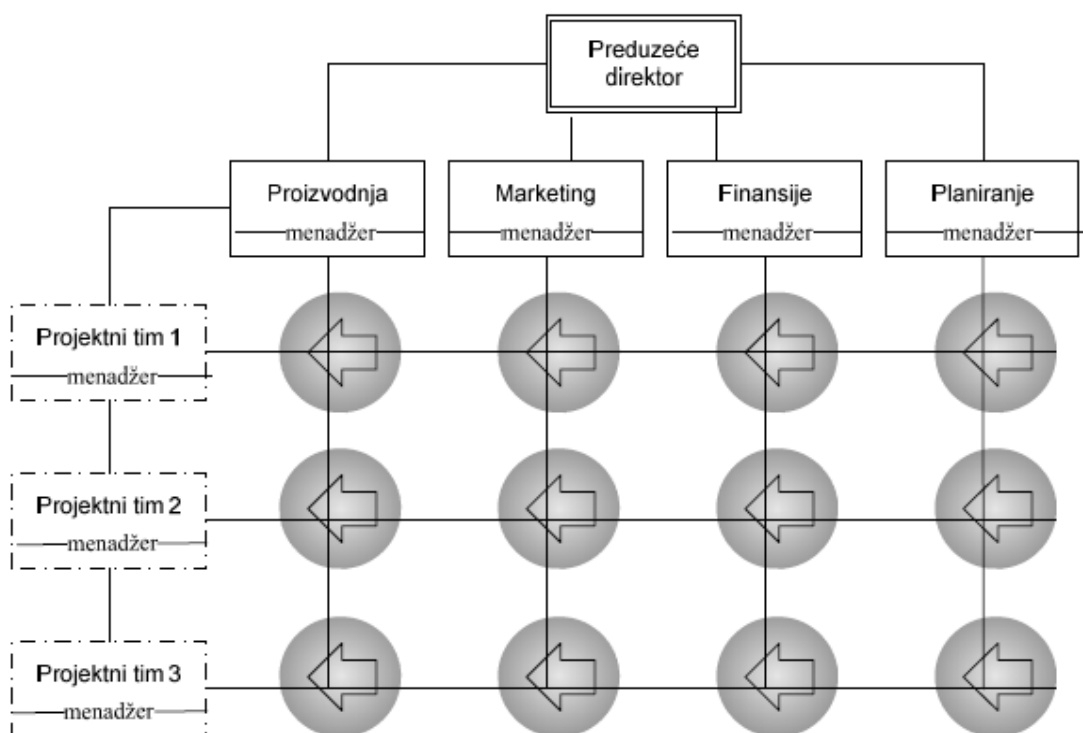 Preduzeće
direktor
Proizvodnja
menadžer
Marketing
menadžer
Finansije
menadžer
Planiranje
menadžer
Projektni tim 1
menadžer
Projektni tim 2
menadžer
Projektni tim 3
menadžer